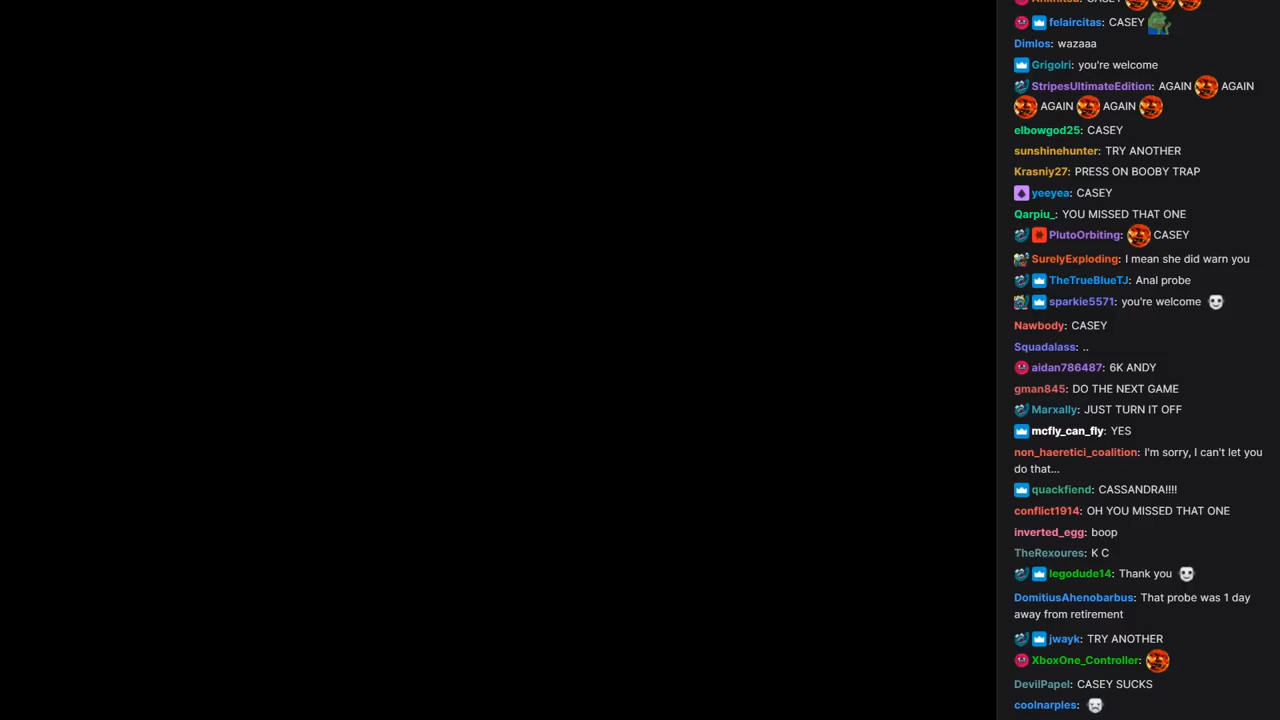 felaircitas: CASEY
Dimlos: wazaaa
Grigolri: you're welcome
StripesUltimateEdition: AGAIN AGAIN
AGAIN AGAIN
elbowgod25: CASEY
sunshinehunter: TRY ANOTHER
Krasniy27: PRESS ON BOOBY TRAP
yeeyea: CASEY
Qarpiu_: YOU MISSED THAT ONE
PlutoOrbiting: CASEY
SurelyExploding: I mean she did warn you
TheTrueBlueTJ: Anal probe
sparkie5571: you're welcome
Nawbody: CASEY
Squadalass: ..
aidan786487: 6K ANDY
gman845: DO THE NEXT GAME
Marxally: JUST TURN IT OFF
mcfly_can_fly: YES
non_haeretici_coalition: I'm sorry, I can't let you
do that...
quackfiend: CASSANDRA!!!!
conflict1914: OH YOU MISSED THAT ONE
inverted_egg: boop
TheRexoures: K C
legodude14: Thank you
DomitiusAhenobarbus: That probe was 1 day
away from retirement
jwayk: TRY ANOTHER
XboxOne_Controller:
DevilPapel: CASEY SUCKS
coolnarples: